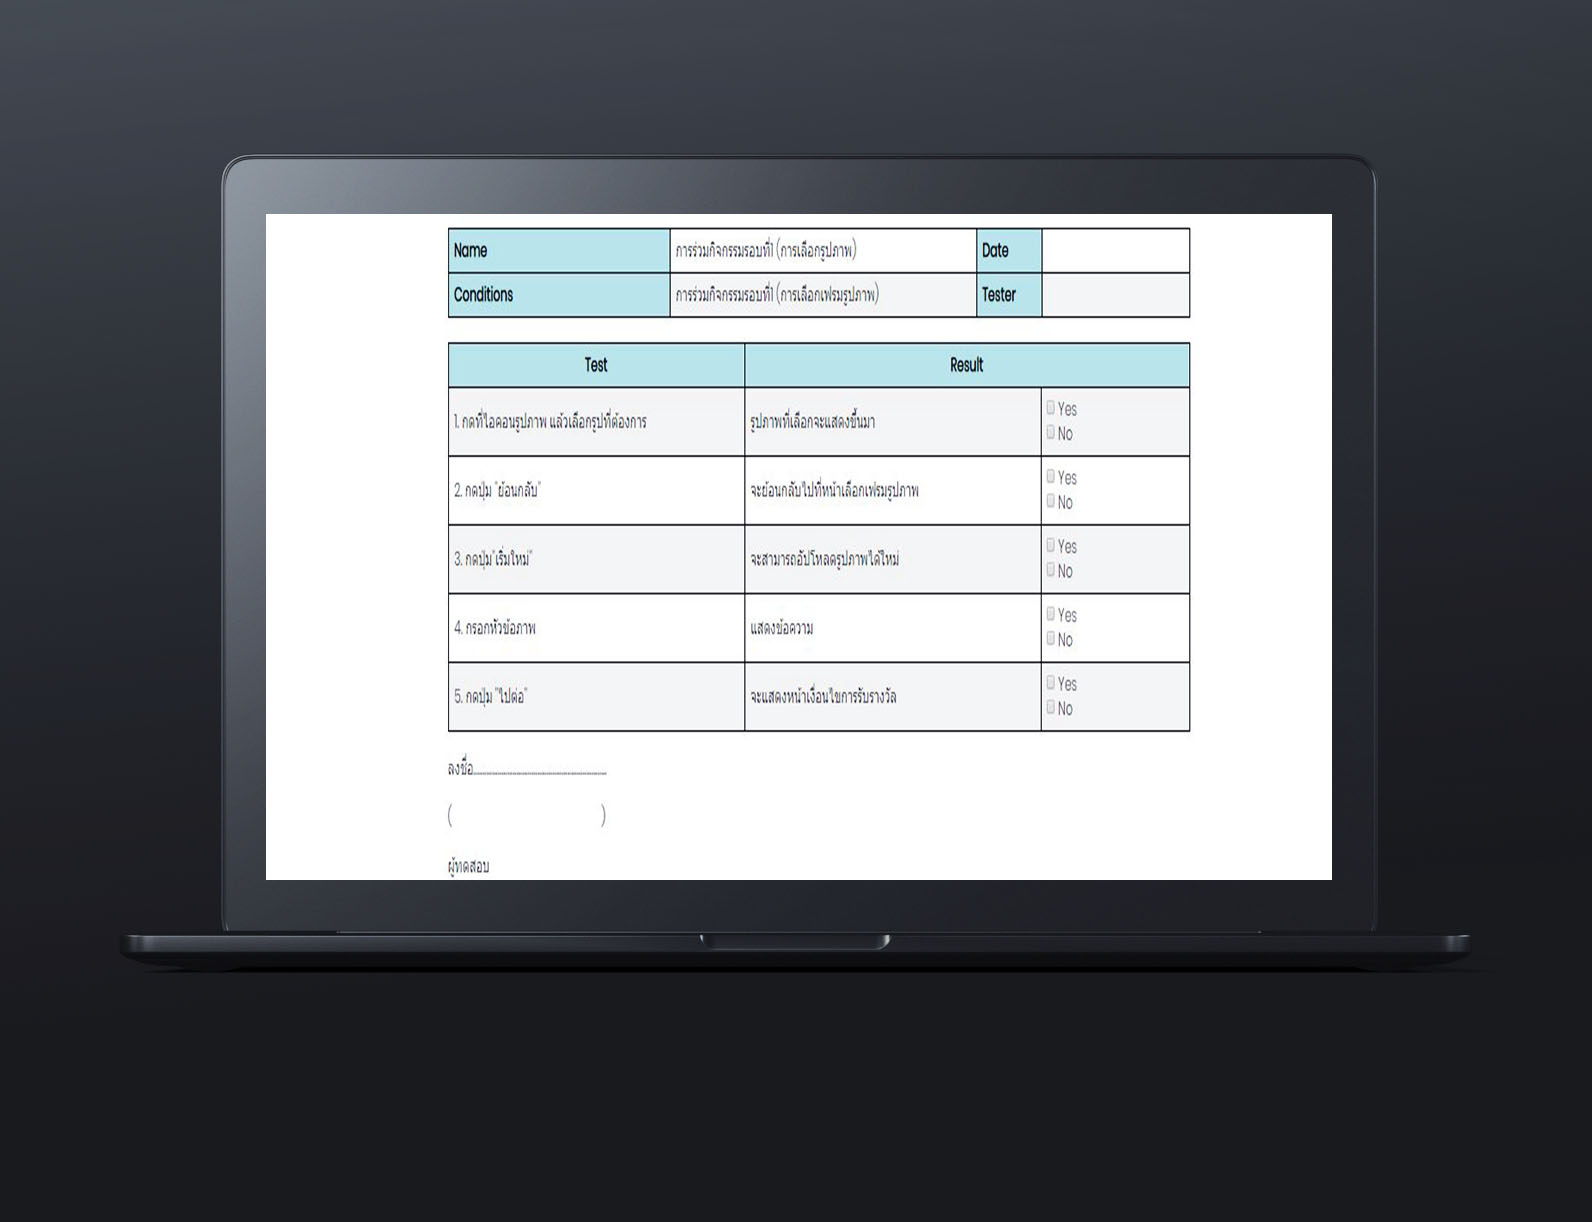 Name การร่วมกิจกรรมรอบที่1 (การเลือกรูปภาพ) Date
Conditions การร่วมกิจกรรมรอบที่1 (การเลือกเฟรมรูปภาพ) Tester
Test Result
1. กดที่ไอคอนรูปภาพ แล้วเลือกรูปที่ต้องการ รูปภาพที่เลือกจะแสดงขึ้นมา Yes
No
2. กดปุ่ม "ย้อนกลับ" จะย้อนกลับไปที่หน้าเลือกเฟรมรูปภาพ Yes
No
3. กดปุ่ม"เริ่มใหม่" จะสามารถอัปโหลดรูปภาพได้ใหม่ Yes
No
4. กรอกหัวข้อภาพ แสดงข้อความ Yes
No
5. กดปุ่ม "ไปต่อ" จะแสดงหน้าเงื่อนไขการรับรางวัล Yes
No
ลงชื่อ............................................................
( )
ผู้ทดสอบ